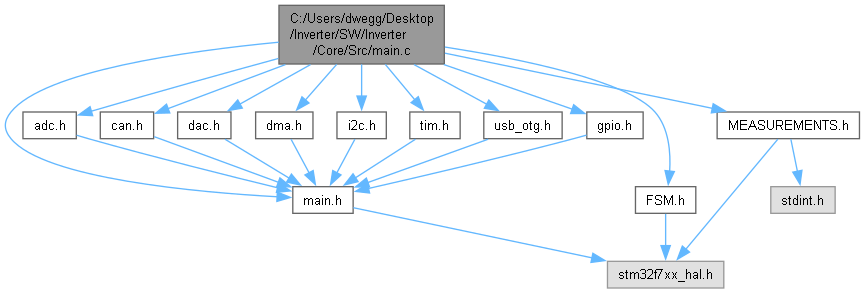 C:/Users/dwegg/Desktop
/Inverter/SW/Inverter
/Core/Src/main.c
adc.h
can.h
dac.h
dma.h
i2c.h
tim.h
usb_otg.h
gpio.h
MEASUREMENTS.h
main.h
FSM.h
stdint.h
stm32f7xx_hal.h